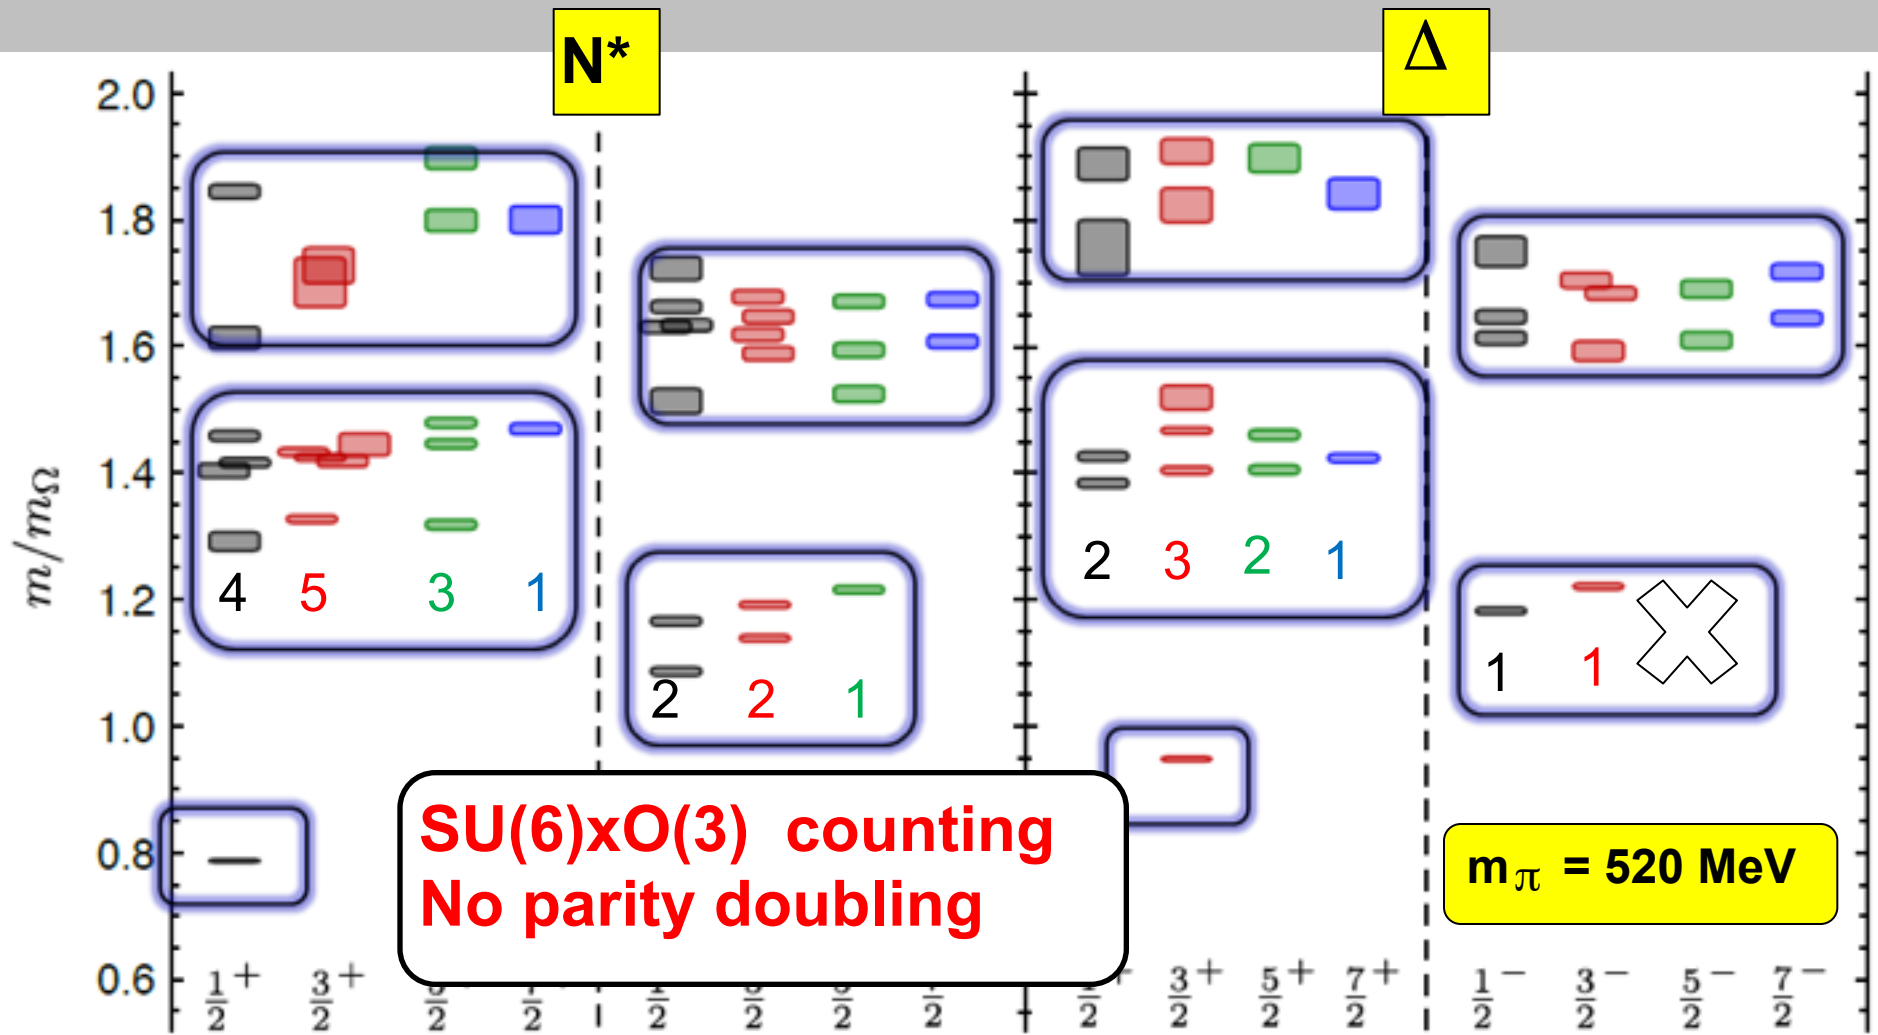 N*
Δ
2.0
1.8
1.6
1.4
1.2
1.0
0.8
0.6
m/mΩ
4 5 3 1
2 2 1
2 3 2 1
1 1
SU(6)xO(3) counting
No parity doubling
mπ = 520 MeV
1/2+ 3/2+ 3/2+ 5/2+ 7/2+ 1/2− 3/2− 5/2− 7/2−